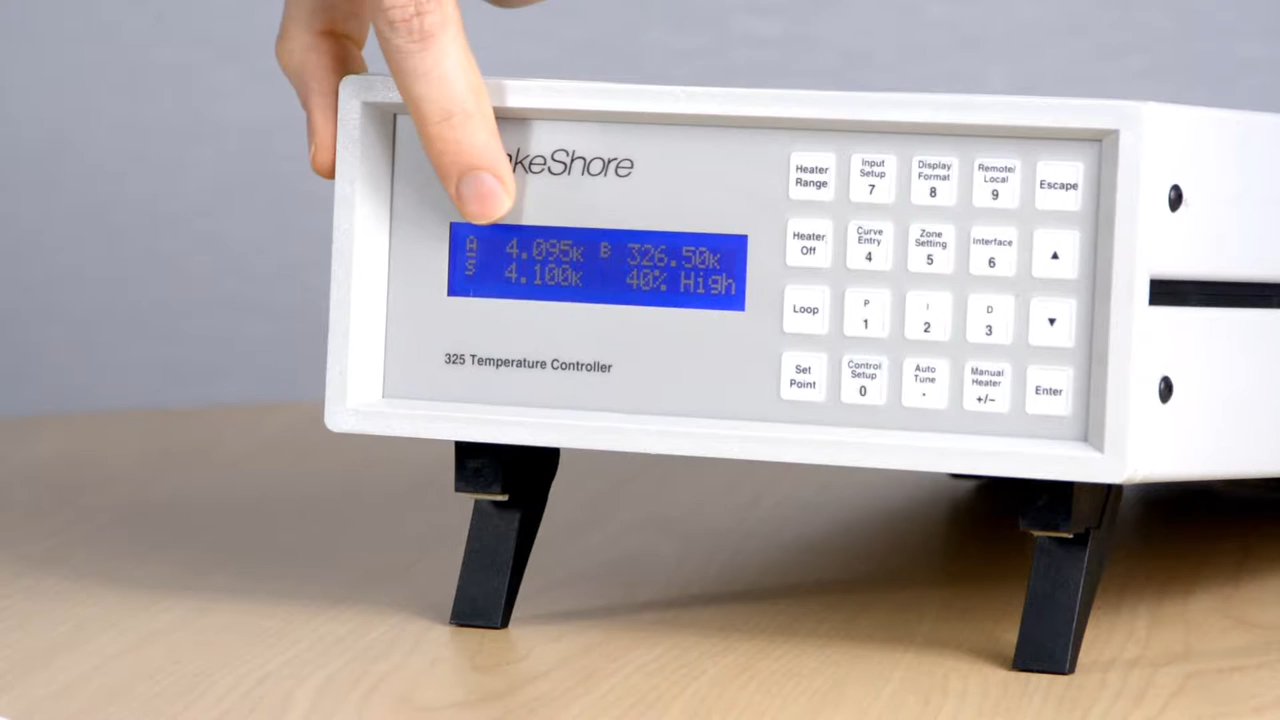 keShore
A 4.095K B 326.50K
S 4.100K 40% High
325 Temperature Controller
Heater Range
Input Setup 7
Display Format 8
Remote/ Local 9
Escape
Heater Off
Curve Entry 4
Zone Setting 5
Interface 6
▲
Loop
P 1
I 2
D 3
▼
Set Point
Control Setup 0
Auto Tune .
Manual Heater +/−
Enter